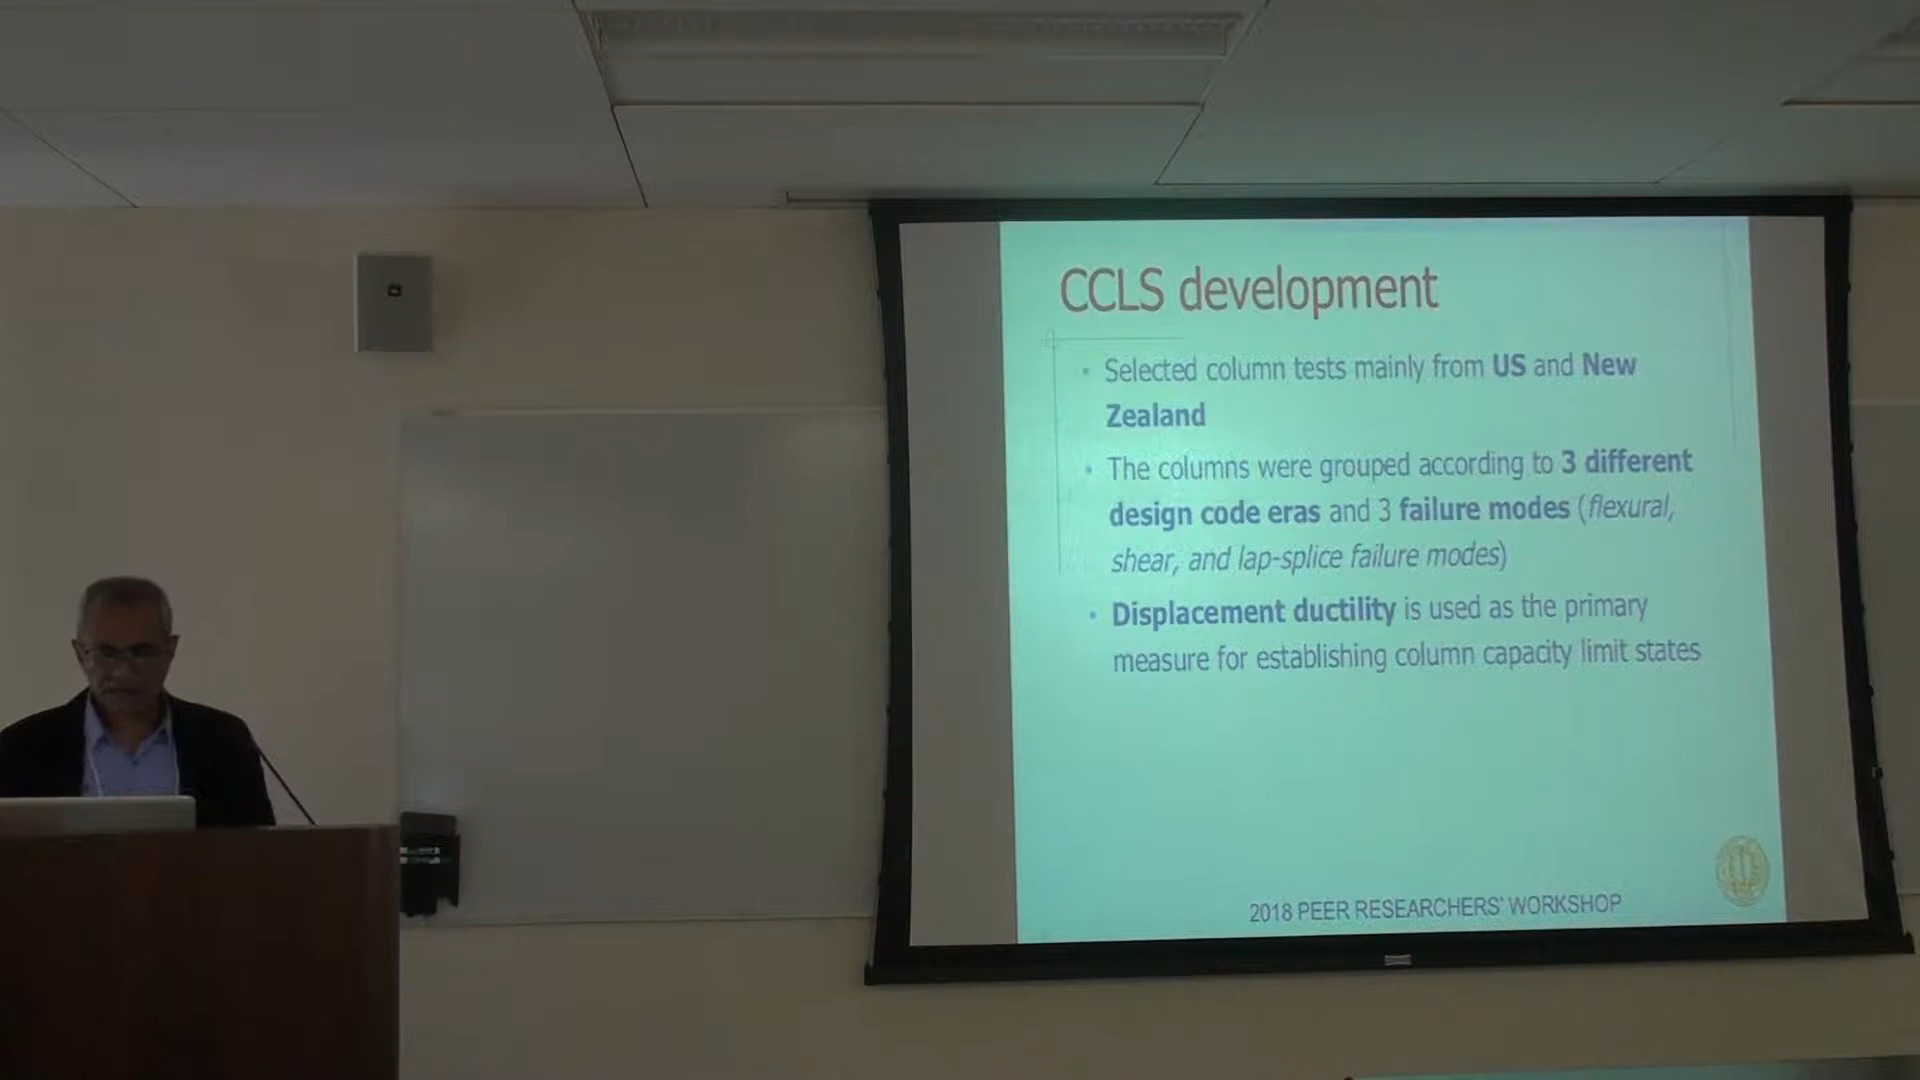 CCLS development
• Selected column tests mainly from US and New
Zealand
• The columns were grouped according to 3 different
design code eras and 3 failure modes (flexural,
shear, and lap-splice failure modes)
• Displacement ductility is used as the primary
measure for establishing column capacity limit states
2018 PEER RESEARCHERS' WORKSHOP